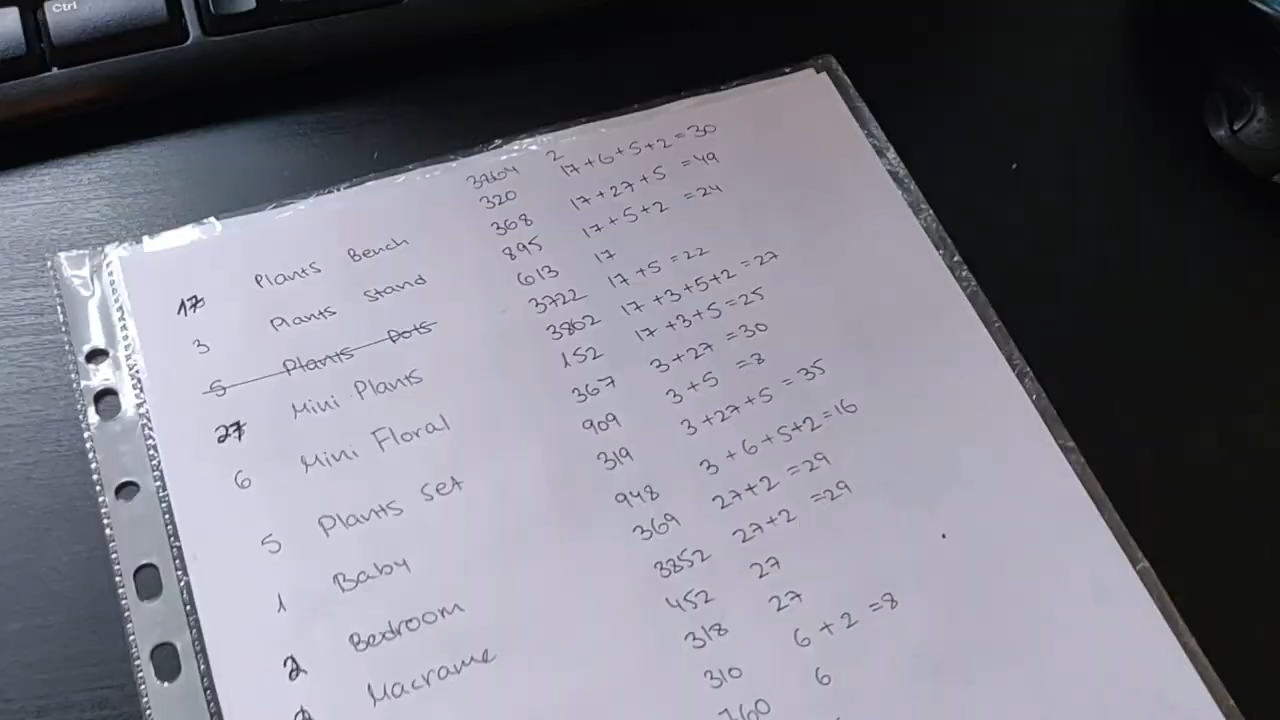 17 Plants Bench
3 Plants Stand
5 Plants Pots
27 Mini Plants
6 Mini Floral
5 Plants Set
1 Baby
2 Bedroom
Macrame
2
320 17+6+5+2=30
368 17+27+5=49
895 17+5+2=24
613 17
3722 17+5=22
3862 17+3+5+2=27
152 17+3+5=25
367 3+27=30
909 3+5=8
319 3+27+5=35
948 3+6+5+2=16
369 27+2=29
3852 27+2=29
452 27
318 27
310 6+2=8
6
Ctrl